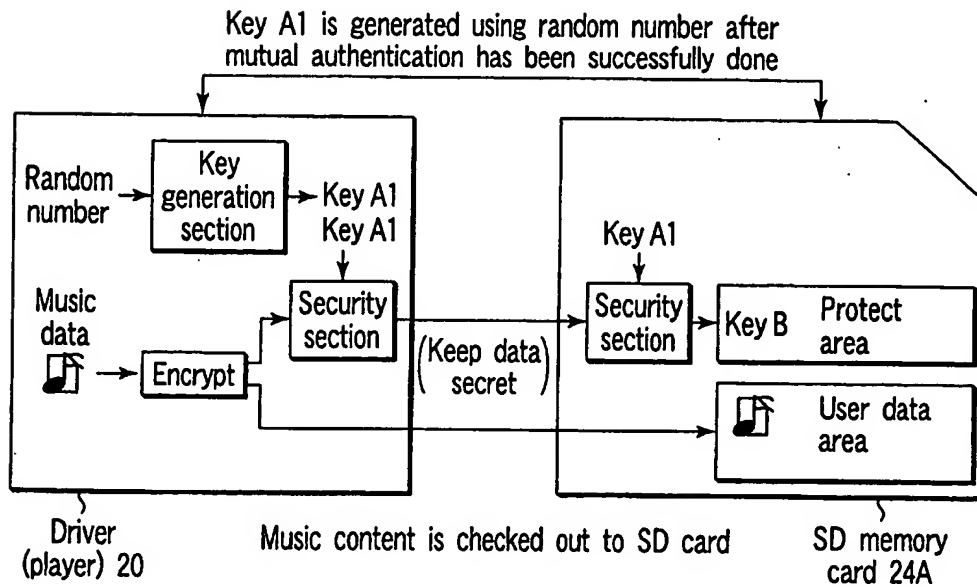 Key A1 is generated using random number after
mutual authentication has been successfully done
Random
number
Key
generation
section
Key A1
Key A1
Music
data
Encrypt
Security
section
(Keep data
secret)
Key A1
Security
section
Key B
Protect
area
User data
area
Driver
(player) 20
Music content is checked out to SD card
SD memory
card 24A